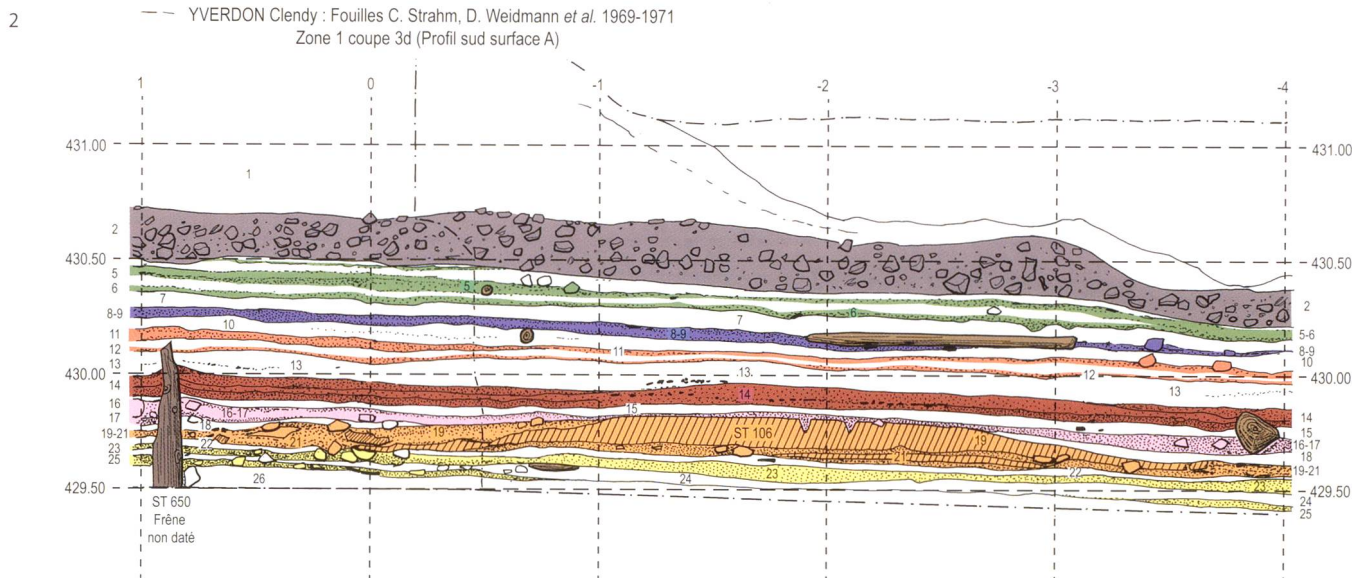 2
YVERDON Clendy : Fouilles C. Strahm, D. Weidmann et al. 1969-1971
Zone 1 coupe 3d (Profil sud surface A)
1 0 -1 -2 -3 -4
431.00 431.00
1
2
430.50 430.50
2
5 5
6 6
7 7 5-6
8-9 8-9 8-9
10 10
11 11
12 12
13 13 13. 13
430.00 430.00
14 14 14
15 15
16 16-17 16-17
17
18 18
19-21 21 19 ST 106 19 21 19-21
22 22
23 23 23
25
26 24 24
429.50 429.50
25
ST 650
Frêne
non daté